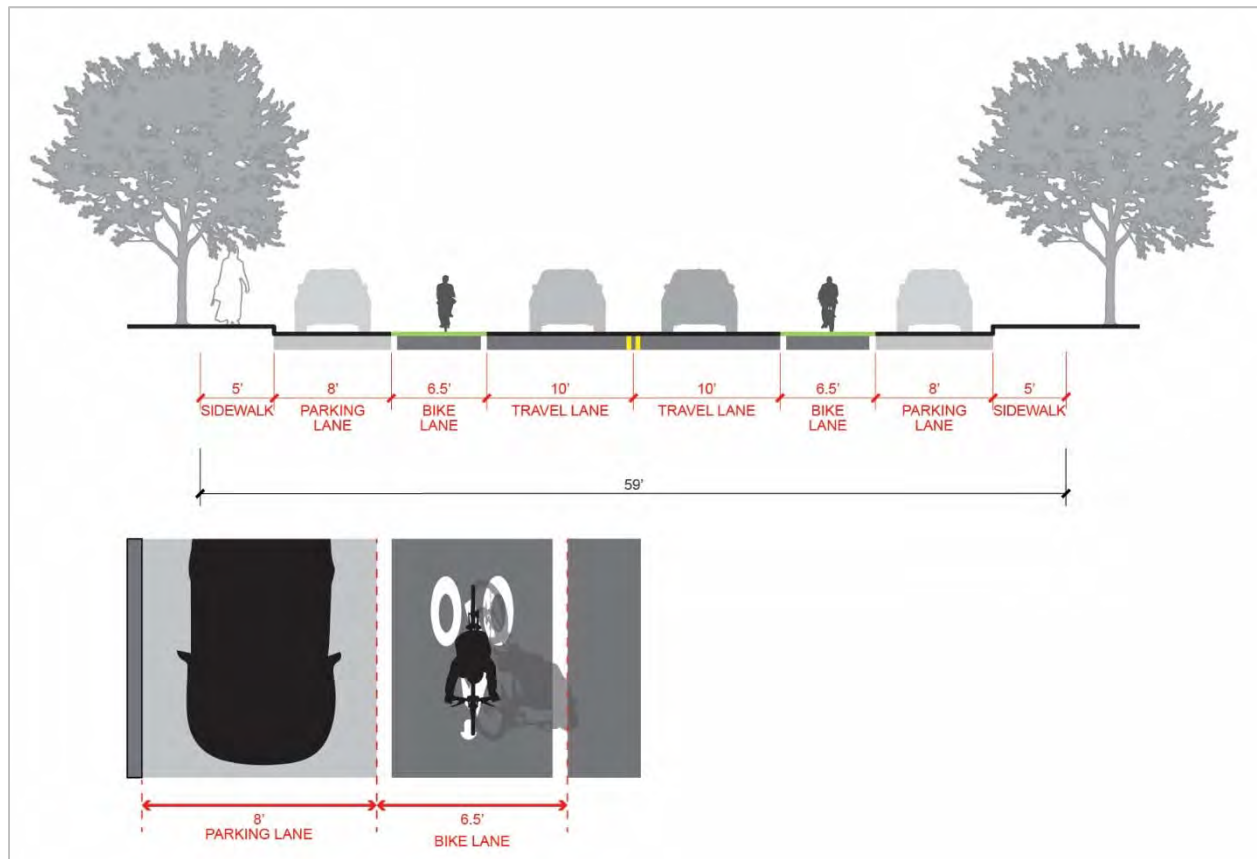 5' 8' 6.5' 10' 10' 6.5' 8' 5'
SIDEWALK PARKING BIKE TRAVEL LANE TRAVEL LANE BIKE PARKING SIDEWALK
LANE LANE LANE LANE
59'
8' 6.5'
PARKING LANE BIKE LANE